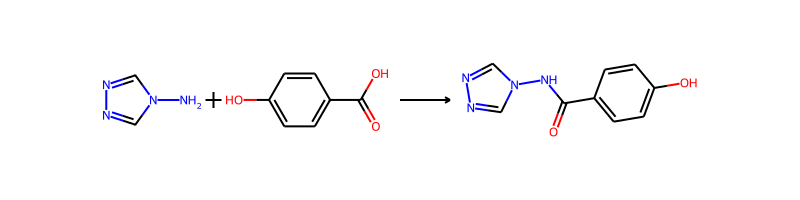 N N N NH₂ + HO OH O
N N N NH O OH